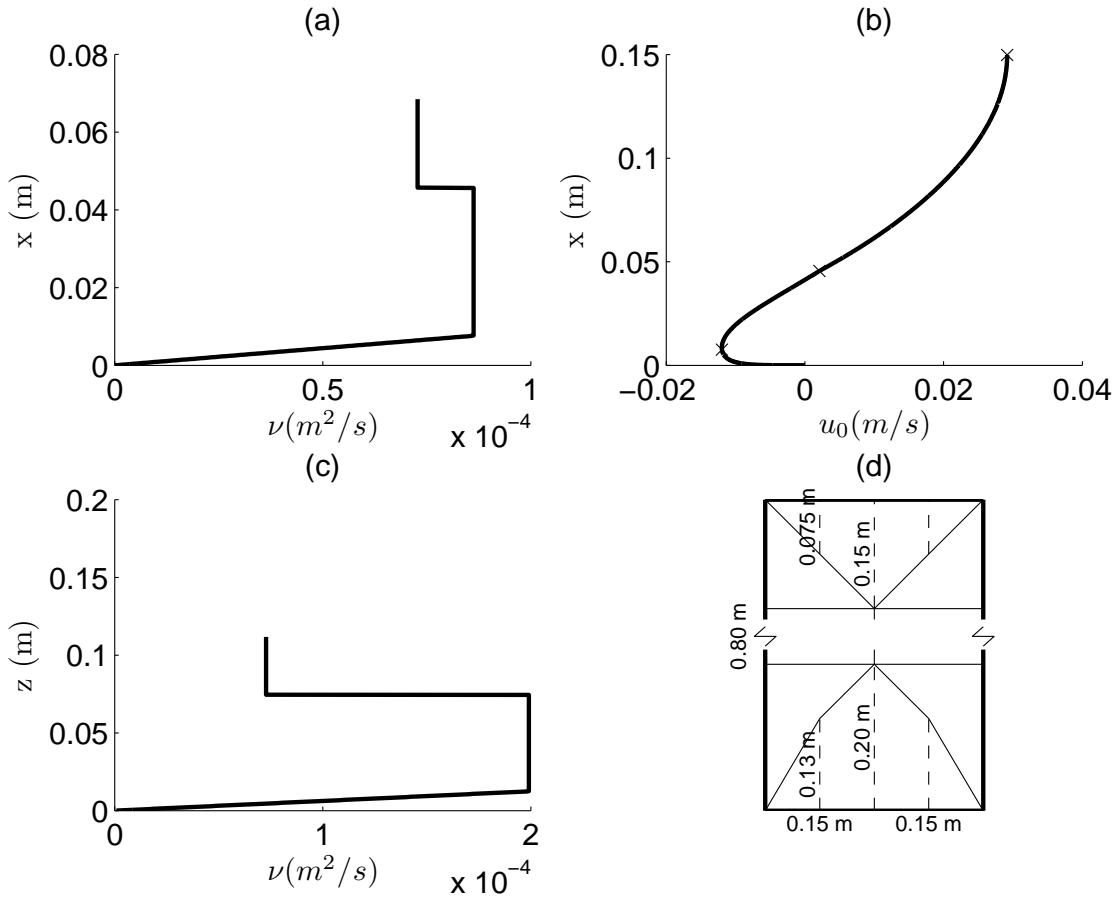 (a)
0.08
0.06
0.04
0.02
0
x (m)
0
0.5
1
ν(m²/s)
x 10⁻⁴
(b)
0.15
0.1
0.05
0
x (m)
−0.02
0
0.02
0.04
u₀(m/s)
(c)
0.2
0.15
0.1
0.05
0
z (m)
0
1
2
ν(m²/s)
x 10⁻⁴
(d)
0.075 m
0.15 m
0.80 m
0.13 m
0.20 m
0.15 m
0.15 m